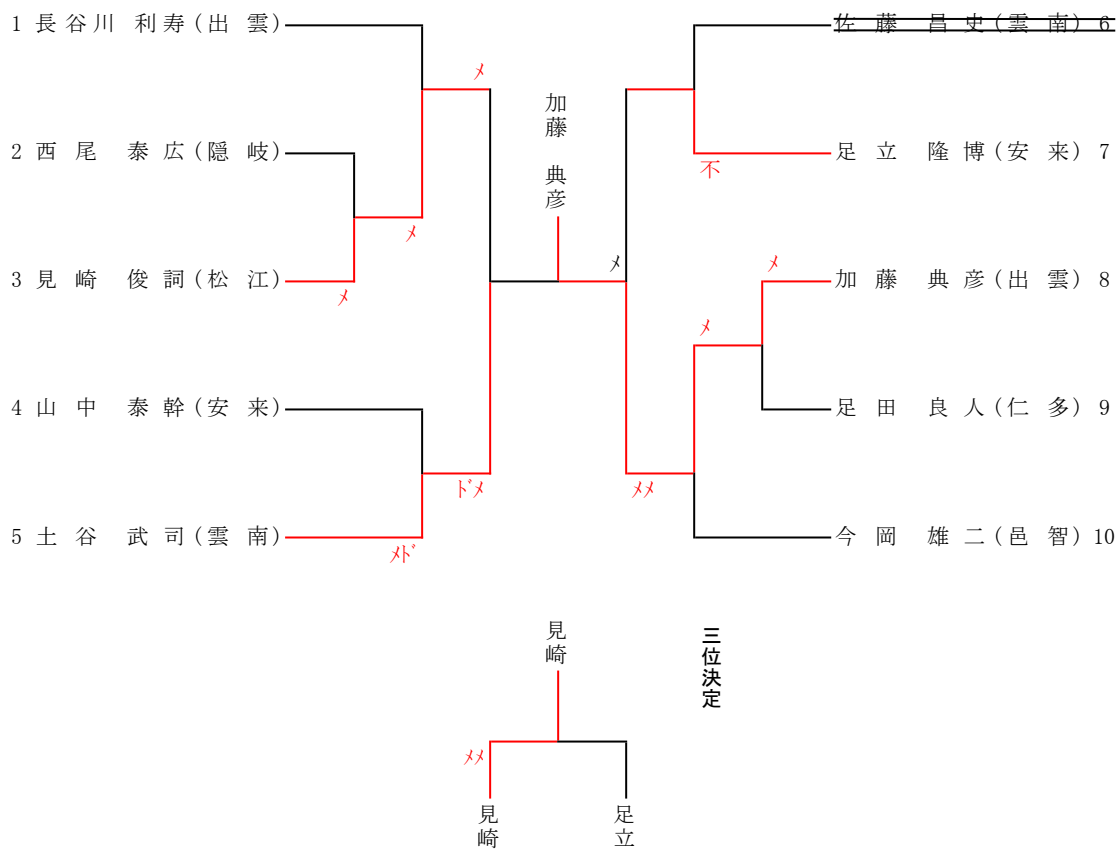 1 長谷川 利寿(出 雲)
メ
加藤 典彦
佐 藤 昌 史(雲 南) 6
2 西 尾 泰 広(隠 岐)
足 立 隆 博(安 来) 7
不
メ
メ
メ
3 見 崎 俊 詞(松 江)
加 藤 典 彦(出 雲) 8
メ
メ
4 山 中 泰 幹(安 来)
足 田 良 人(仁 多) 9
ドメ
メメ
5 土 谷 武 司(雲 南)
今 岡 雄 二(邑 智) 10
メド
見崎
三位決定
メメ
見崎
足立